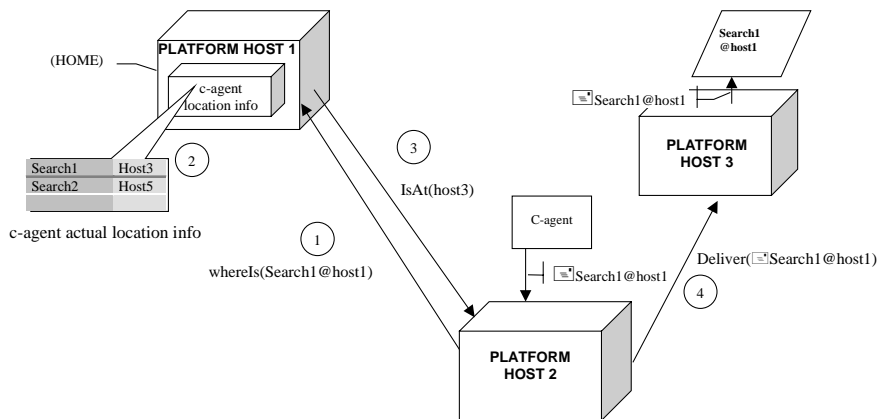 (HOME)
PLATFORM HOST 1
c-agent
location info
Search1
@host1
Search1@host1
PLATFORM
HOST 3
2
3
Search1 Host3
Search2 Host5
IsAt(host3)
c-agent actual location info
C-agent
1
whereIs(Search1@host1)
Search1@host1
Deliver(Search1@host1)
4
PLATFORM
HOST 2